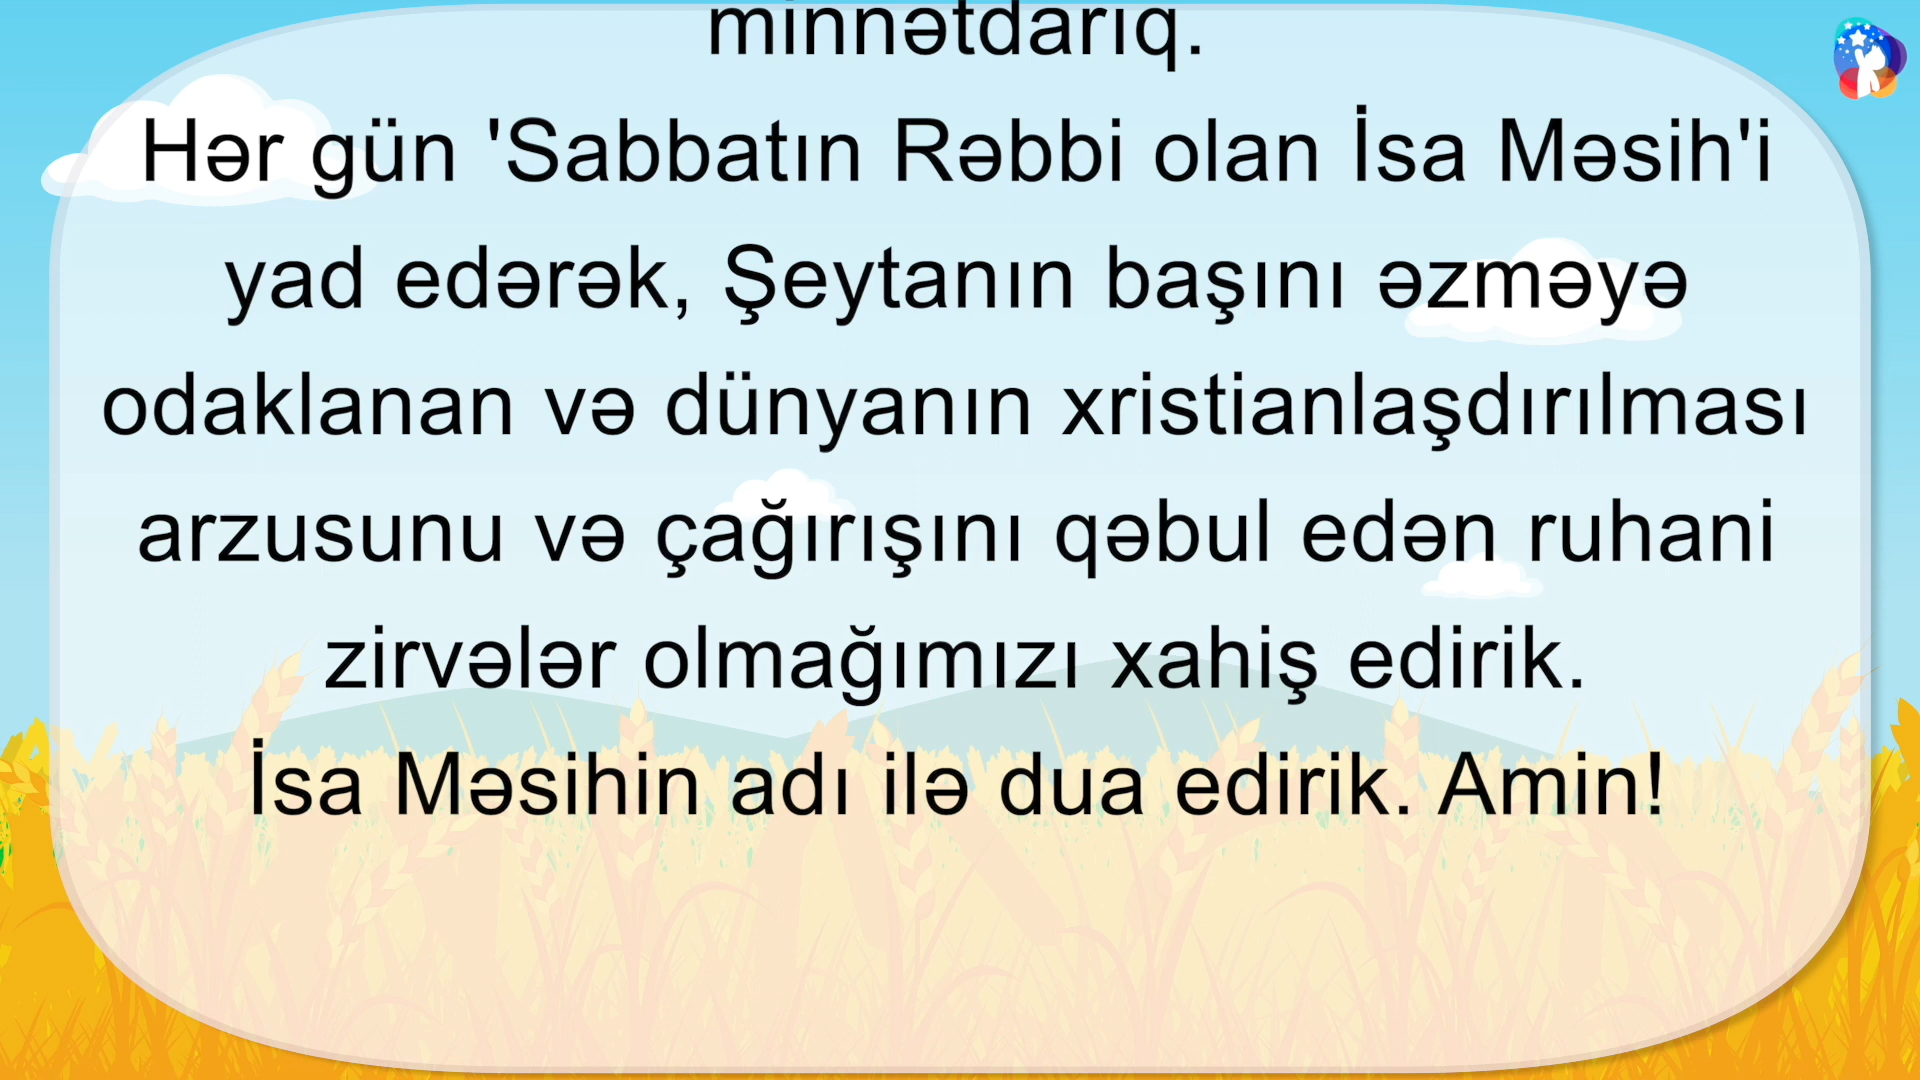 minnətdarıq.
Hər gün 'Sabbatın Rəbbi olan İsa Məsih'i
yad edərək, Şeytanın başını əzməyə
odaklanan və dünyanın xristianlaşdırılması
arzusunu və çağırışını qəbul edən ruhani
zirvələr olmağımızı xahiş edirik.
İsa Məsihin adı ilə dua edirik. Amin!